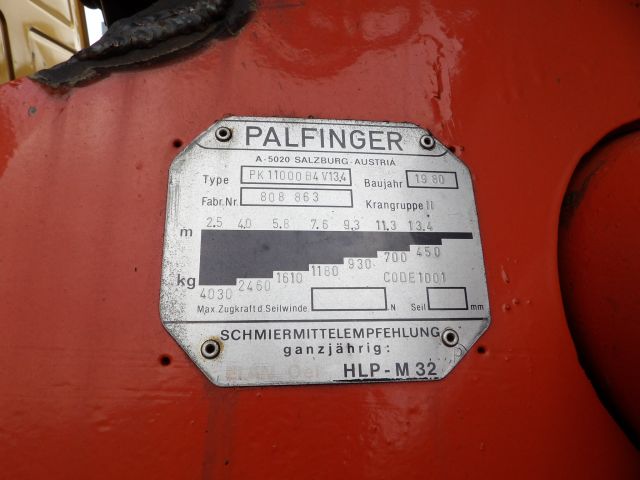 PALFINGER
A-5020 SALZBURG-AUSTRIA
Type PK 11000 B4 V13,4 Baujahr 1980
Fabr.Nr. 808 863 Krangruppe II
m 2.5 4.0 5.8 7.6 9.3 11.3 13.4
kg 4030 2460 1610 1180 930 700 450
CODE1001
Max.Zugkraft d.Seilwinde N Seil mm
SCHMIERMITTELEMPFEHLUNG
ganzjährig:
HLP-M 32